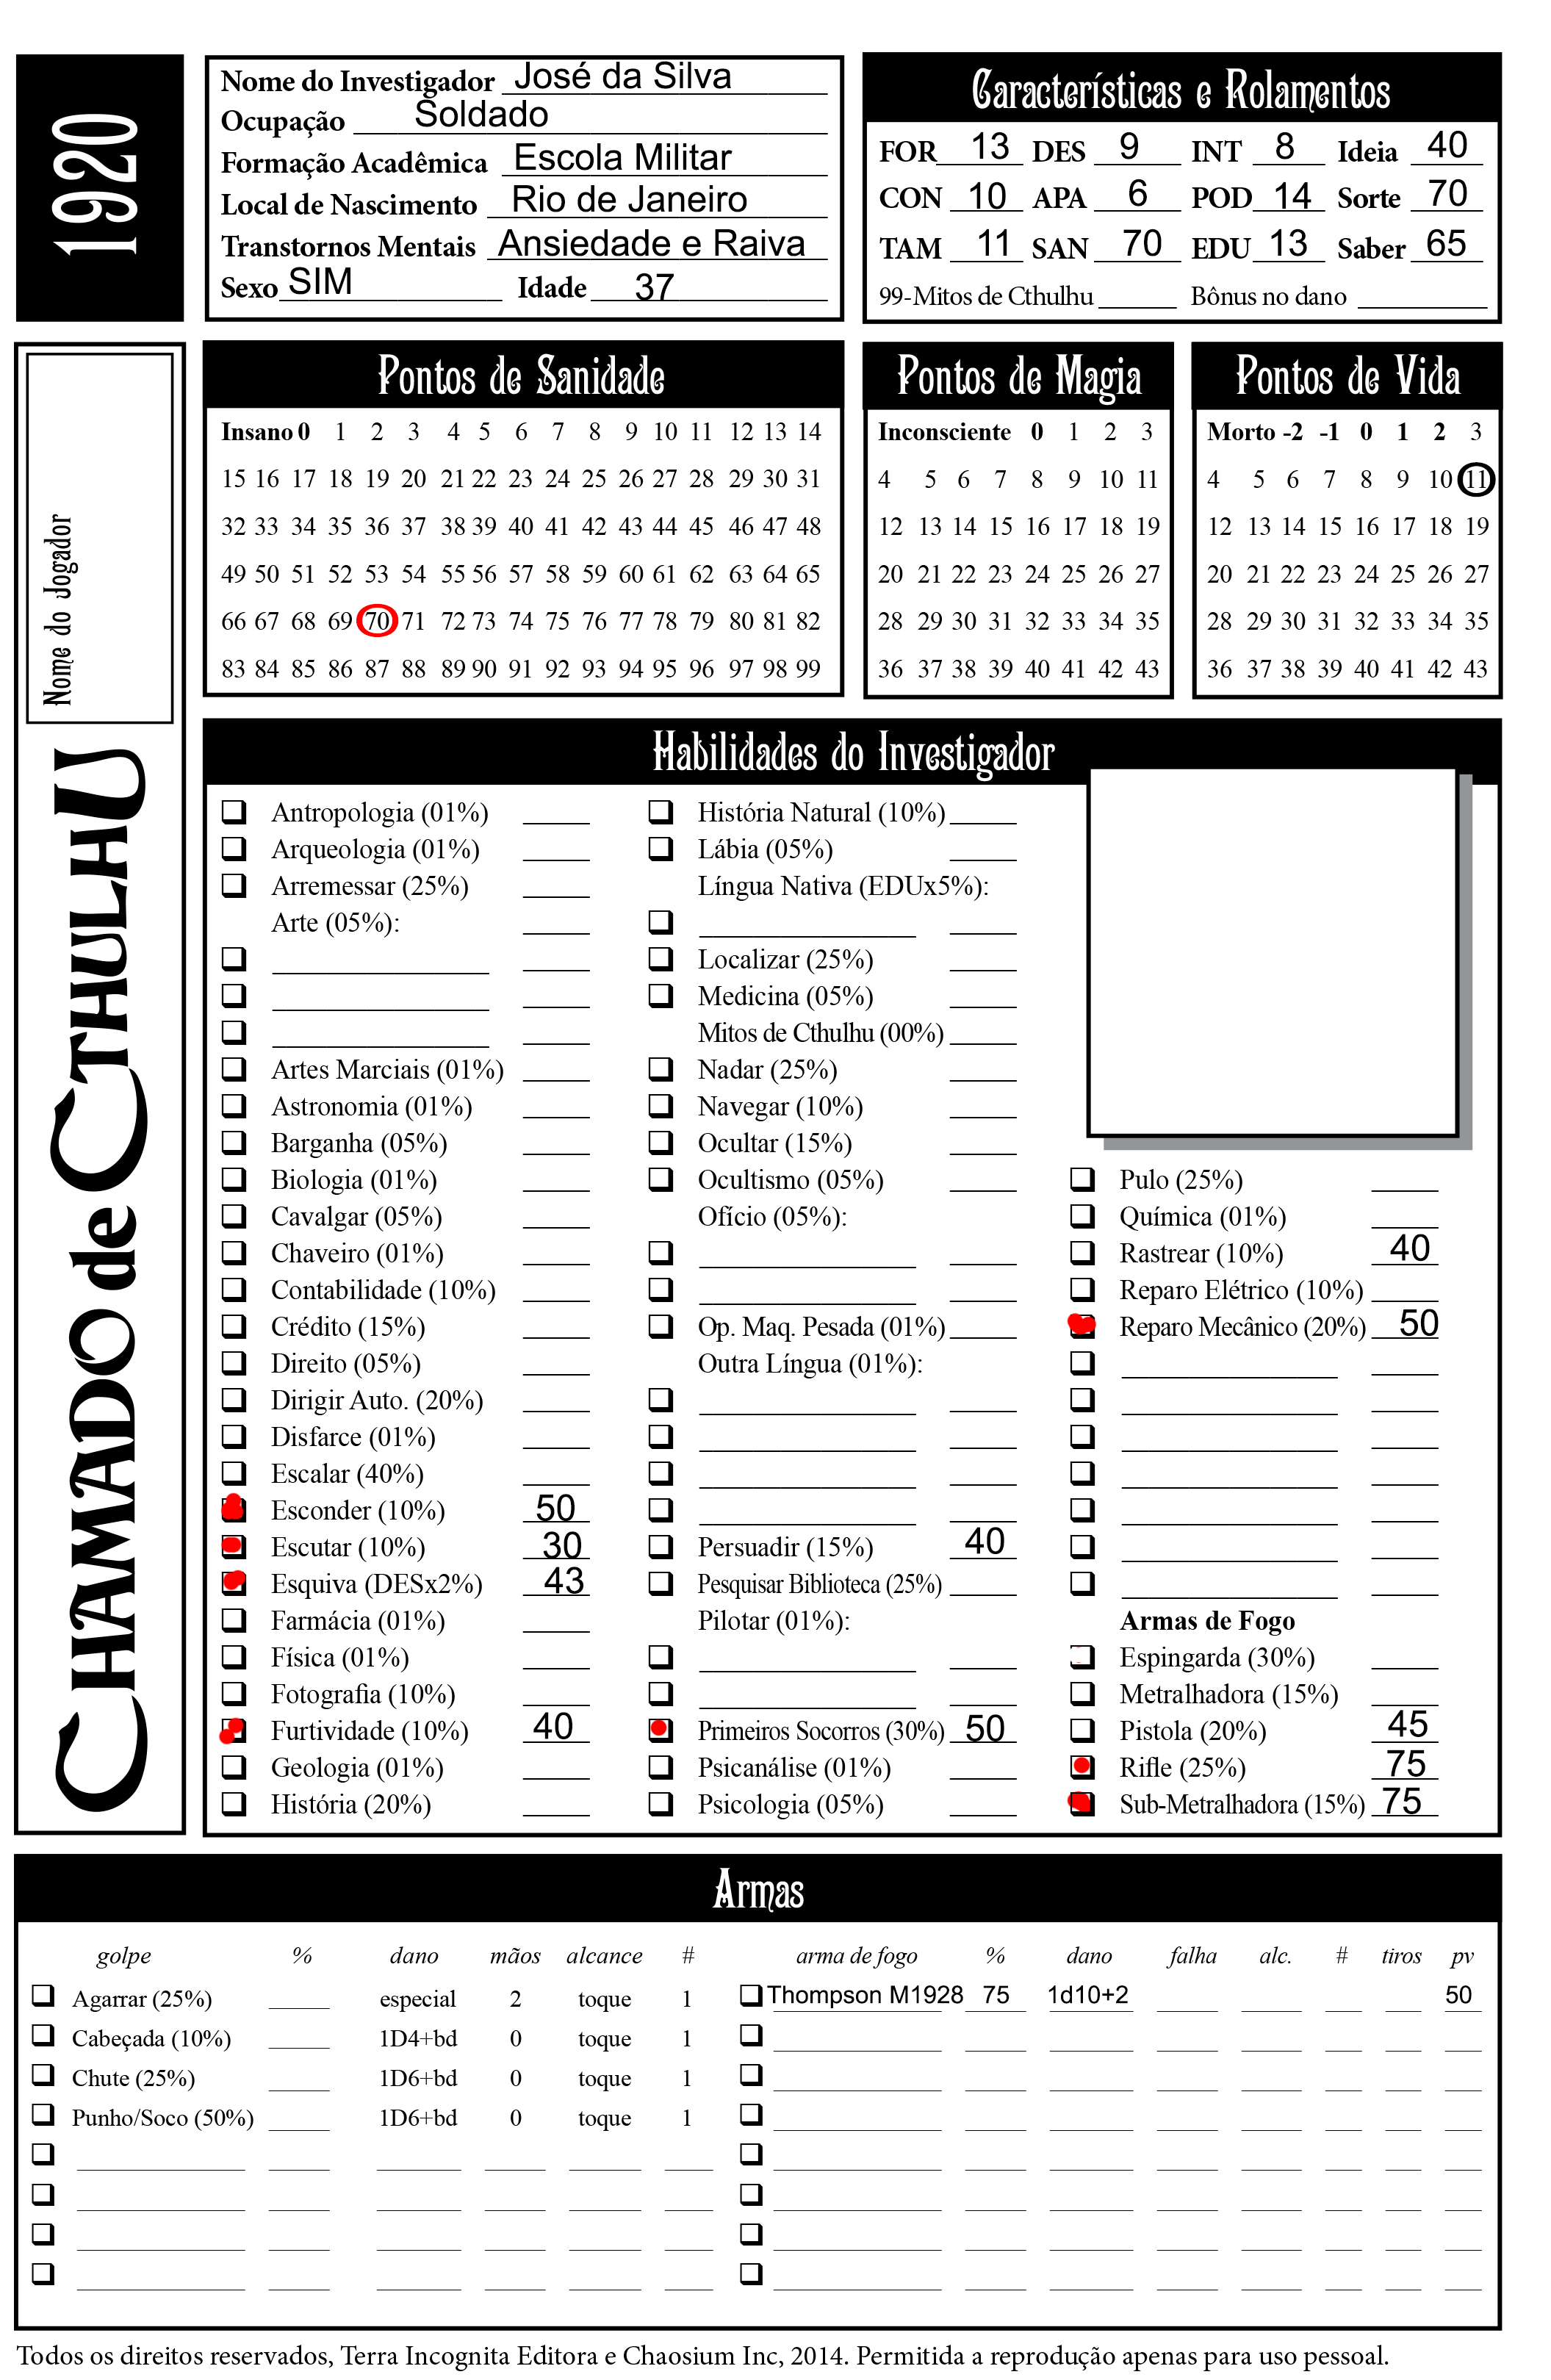 1920
Nome do Investigador José da Silva
Ocupação Soldado
Formação Acadêmica Escola Militar
Local de Nascimento Rio de Janeiro
Transtornos Mentais Ansiedade e Raiva
Sexo SIM Idade 37
Características e Rolamentos
FOR 13 DES 9 INT 8 Ideia 40
CON 10 APA 6 POD 14 Sorte 70
TAM 11 SAN 70 EDU 13 Saber 65
99-Mitos de Cthulhu Bônus no dano
Nome do Jogador
CHAMADO de CTHULHU
Pontos de Sanidade
Insano 0 1 2 3 4 5 6 7 8 9 10 11 12 13 14
15 16 17 18 19 20 21 22 23 24 25 26 27 28 29 30 31
32 33 34 35 36 37 38 39 40 41 42 43 44 45 46 47 48
49 50 51 52 53 54 55 56 57 58 59 60 61 62 63 64 65
66 67 68 69 70 71 72 73 74 75 76 77 78 79 80 81 82
83 84 85 86 87 88 89 90 91 92 93 94 95 96 97 98 99
Pontos de Magia
Inconsciente 0 1 2 3
4 5 6 7 8 9 10 11
12 13 14 15 16 17 18 19
20 21 22 23 24 25 26 27
28 29 30 31 32 33 34 35
36 37 38 39 40 41 42 43
Pontos de Vida
Morto -2 -1 0 1 2 3
4 5 6 7 8 9 10 11
12 13 14 15 16 17 18 19
20 21 22 23 24 25 26 27
28 29 30 31 32 33 34 35
36 37 38 39 40 41 42 43
Habilidades do Investigador
Antropologia (01%)
Arqueologia (01%)
Arremessar (25%)
Arte (05%):
Artes Marciais (01%)
Astronomia (01%)
Barganha (05%)
Biologia (01%)
Cavalgar (05%)
Chaveiro (01%)
Contabilidade (10%)
Crédito (15%)
Direito (05%)
Dirigir Auto. (20%)
Disfarce (01%)
Escalar (40%)
Esconder (10%) 50
Escutar (10%) 30
Esquiva (DESx2%) 43
Farmácia (01%)
Física (01%)
Fotografia (10%)
Furtividade (10%) 40
Geologia (01%)
História (20%)
História Natural (10%)
Lábia (05%)
Língua Nativa (EDUx5%):
Localizar (25%)
Medicina (05%)
Mitos de Cthulhu (00%)
Nadar (25%)
Navegar (10%)
Ocultar (15%)
Ocultismo (05%)
Ofício (05%):
Op. Maq. Pesada (01%)
Outra Língua (01%):
Persuadir (15%) 40
Pesquisar Biblioteca (25%)
Pilotar (01%):
Primeiros Socorros (30%) 50
Psicanálise (01%)
Psicologia (05%)
Pulo (25%)
Química (01%)
Rastrear (10%) 40
Reparo Elétrico (10%)
Reparo Mecânico (20%) 50
Armas de Fogo
Espingarda (30%)
Metralhadora (15%)
Pistola (20%) 45
Rifle (25%) 75
Sub-Metralhadora (15%) 75
Armas
golpe % dano mãos alcance #
Agarrar (25%) especial 2 toque 1
Cabeçada (10%) 1D4+bd 0 toque 1
Chute (25%) 1D6+bd 0 toque 1
Punho/Soco (50%) 1D6+bd 0 toque 1
arma de fogo % dano falha alc. # tiros pv
Thompson M1928 75 1d10+2 50
Todos os direitos reservados, Terra Incognita Editora e Chaosium Inc, 2014. Permitida a reprodução apenas para uso pessoal.